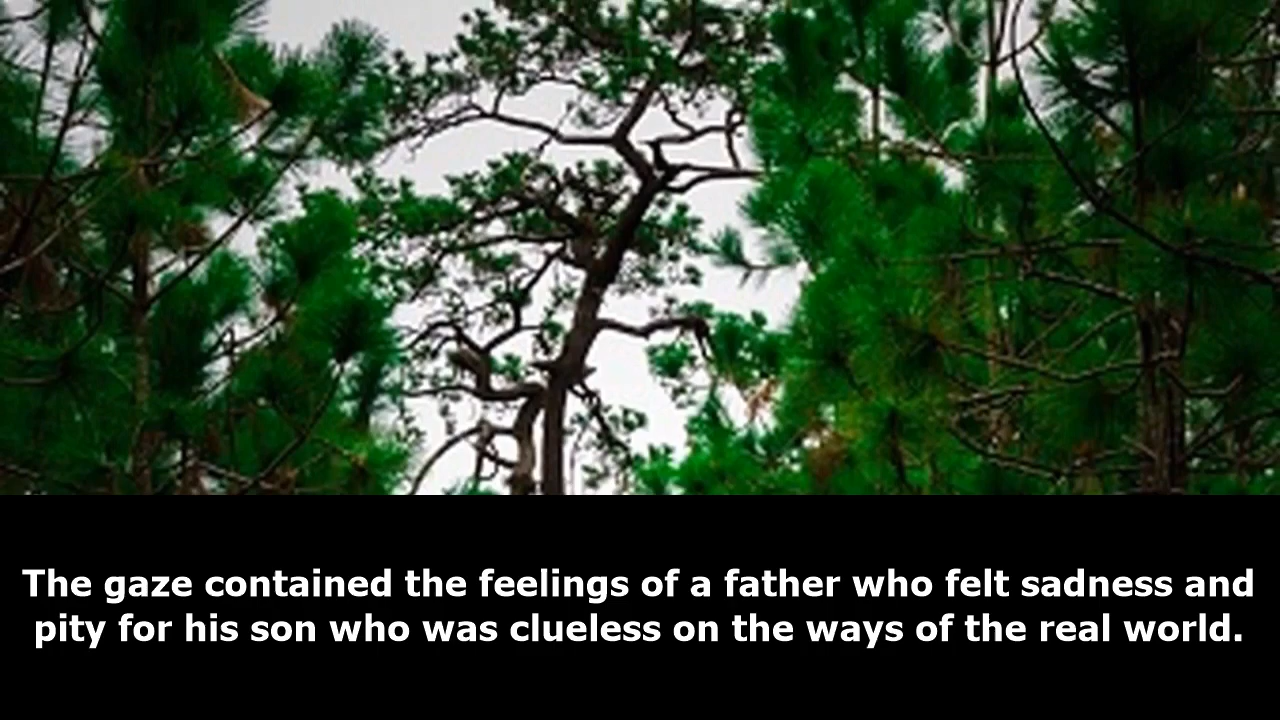 The gaze contained the feelings of a father who felt sadness and
pity for his son who was clueless on the ways of the real world.